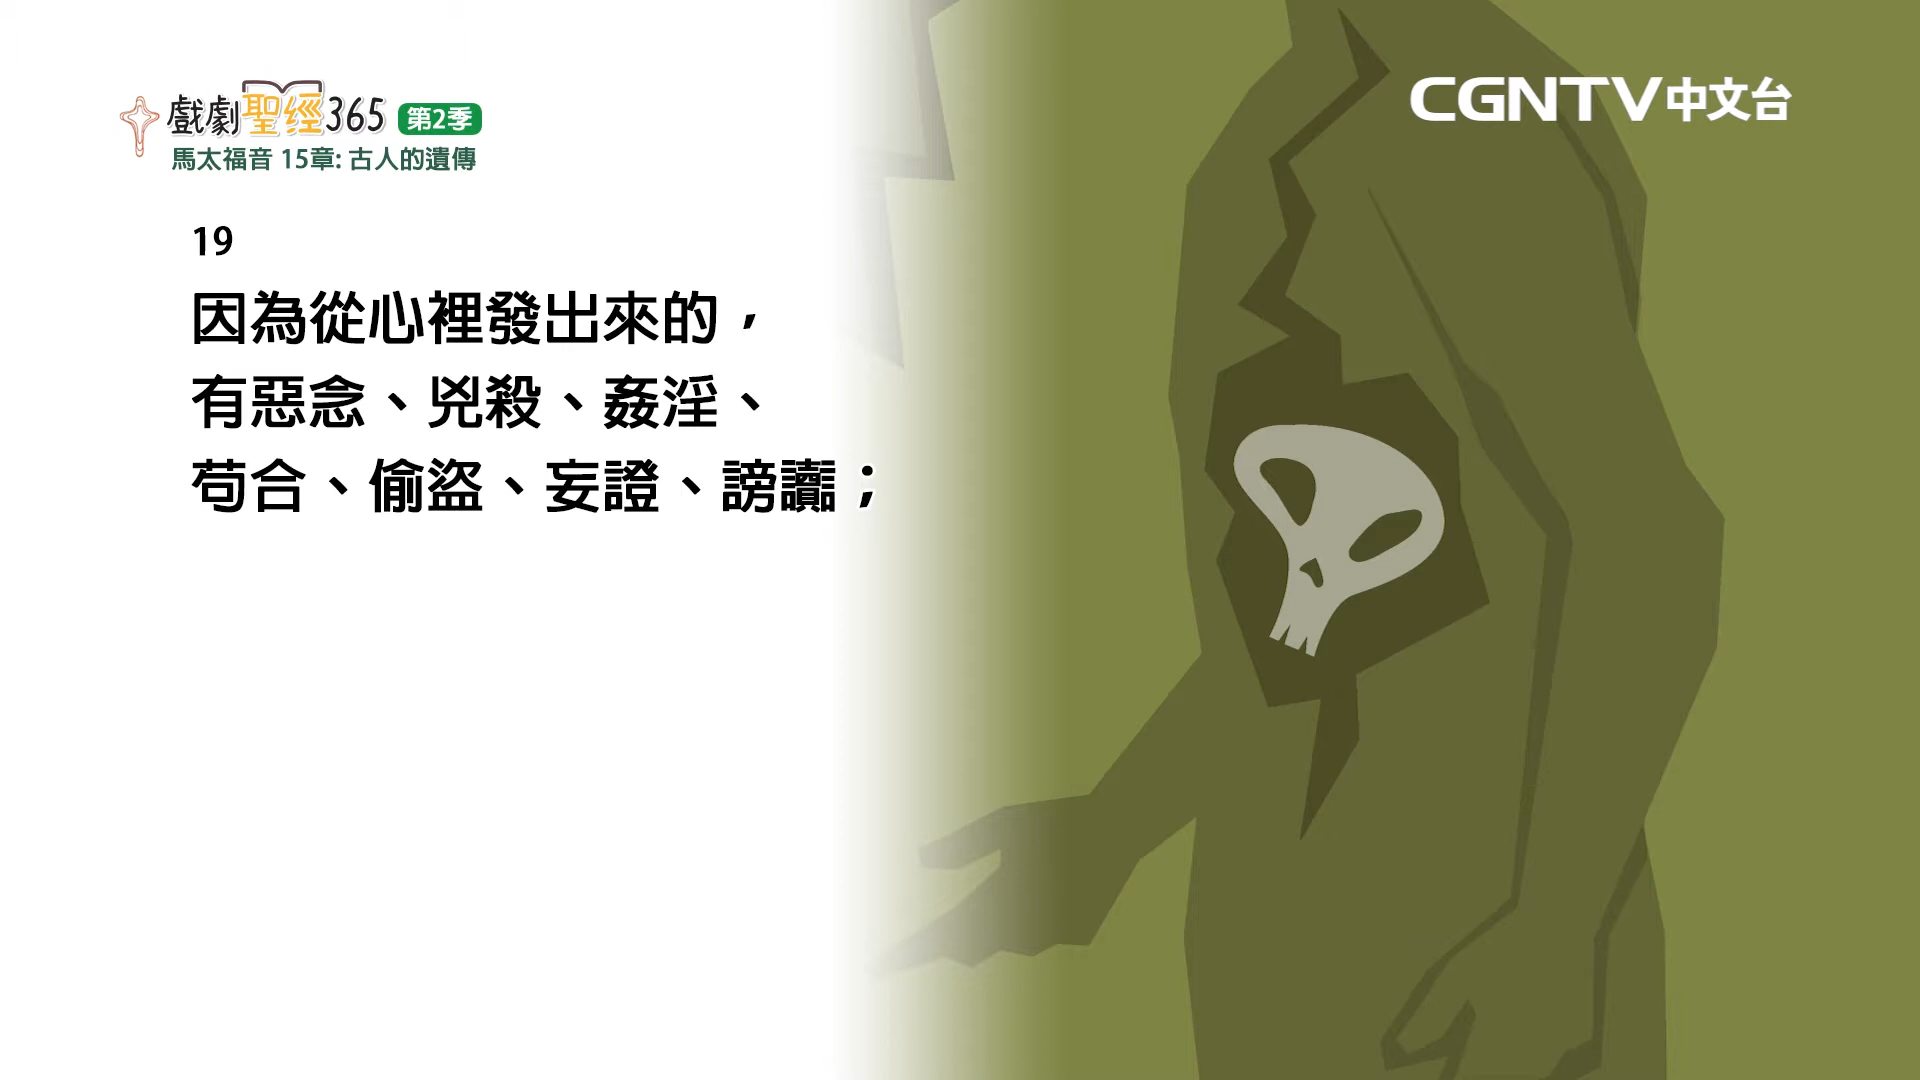 戲劇聖經365 第2季
馬太福音 15章: 古人的遺傳
CGNTV中文台
19
因為從心裡發出來的，
有惡念、兇殺、姦淫、
苟合、偷盜、妄證、謗讟；